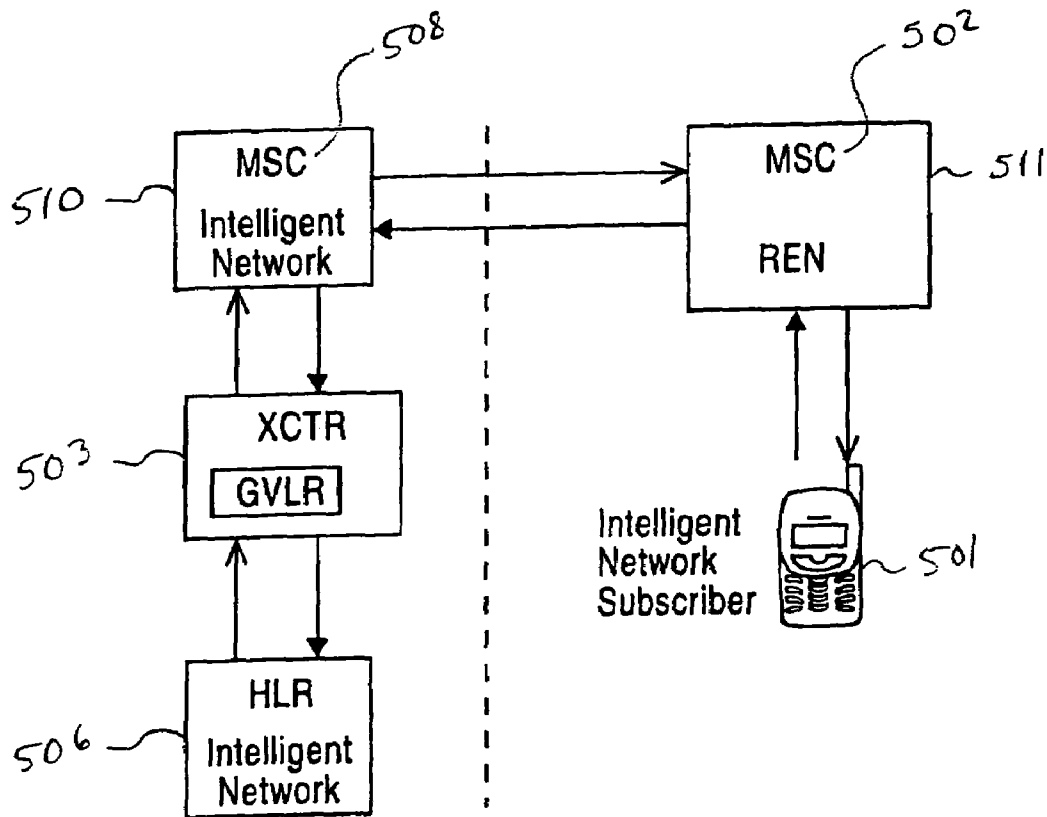 508
502
MSC
Intelligent
Network
510
MSC
REN
511
XCTR
GVLR
503
Intelligent
Network
Subscriber
501
HLR
Intelligent
Network
506